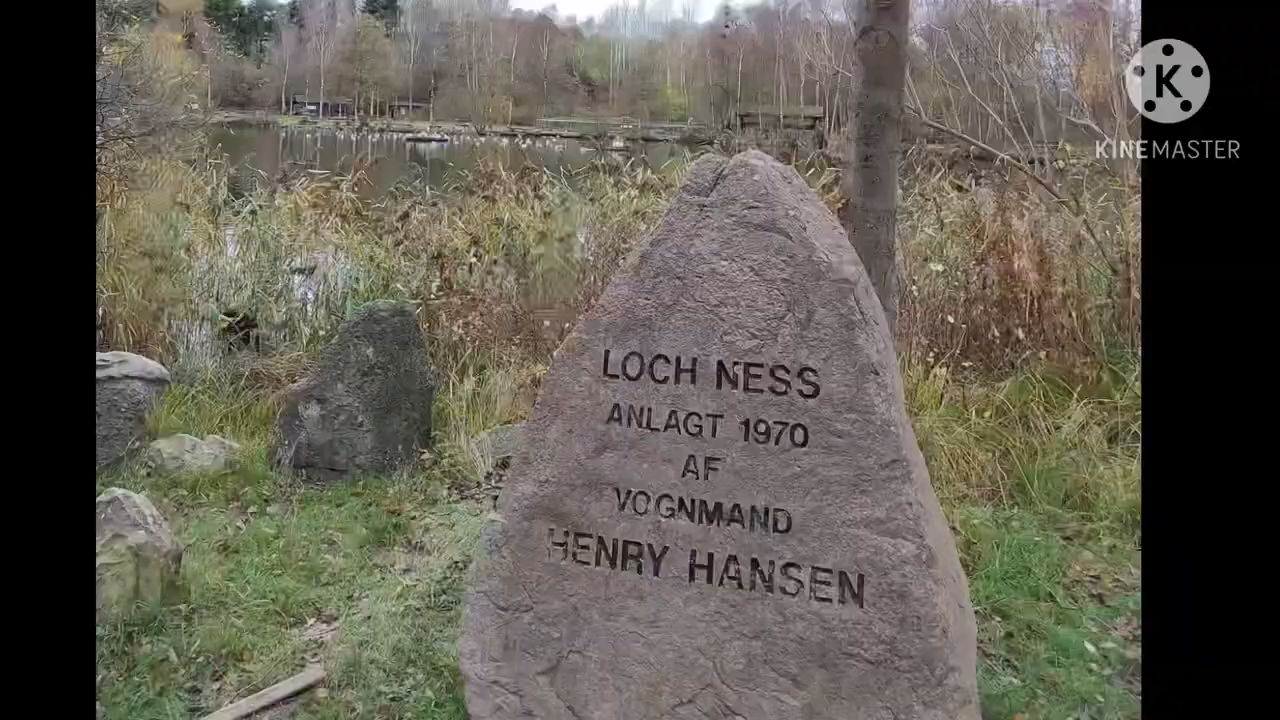 K
KINEMASTER
LOCH NESS
ANLAGT 1970
AF
VOGNMAND
HENRY HANSEN